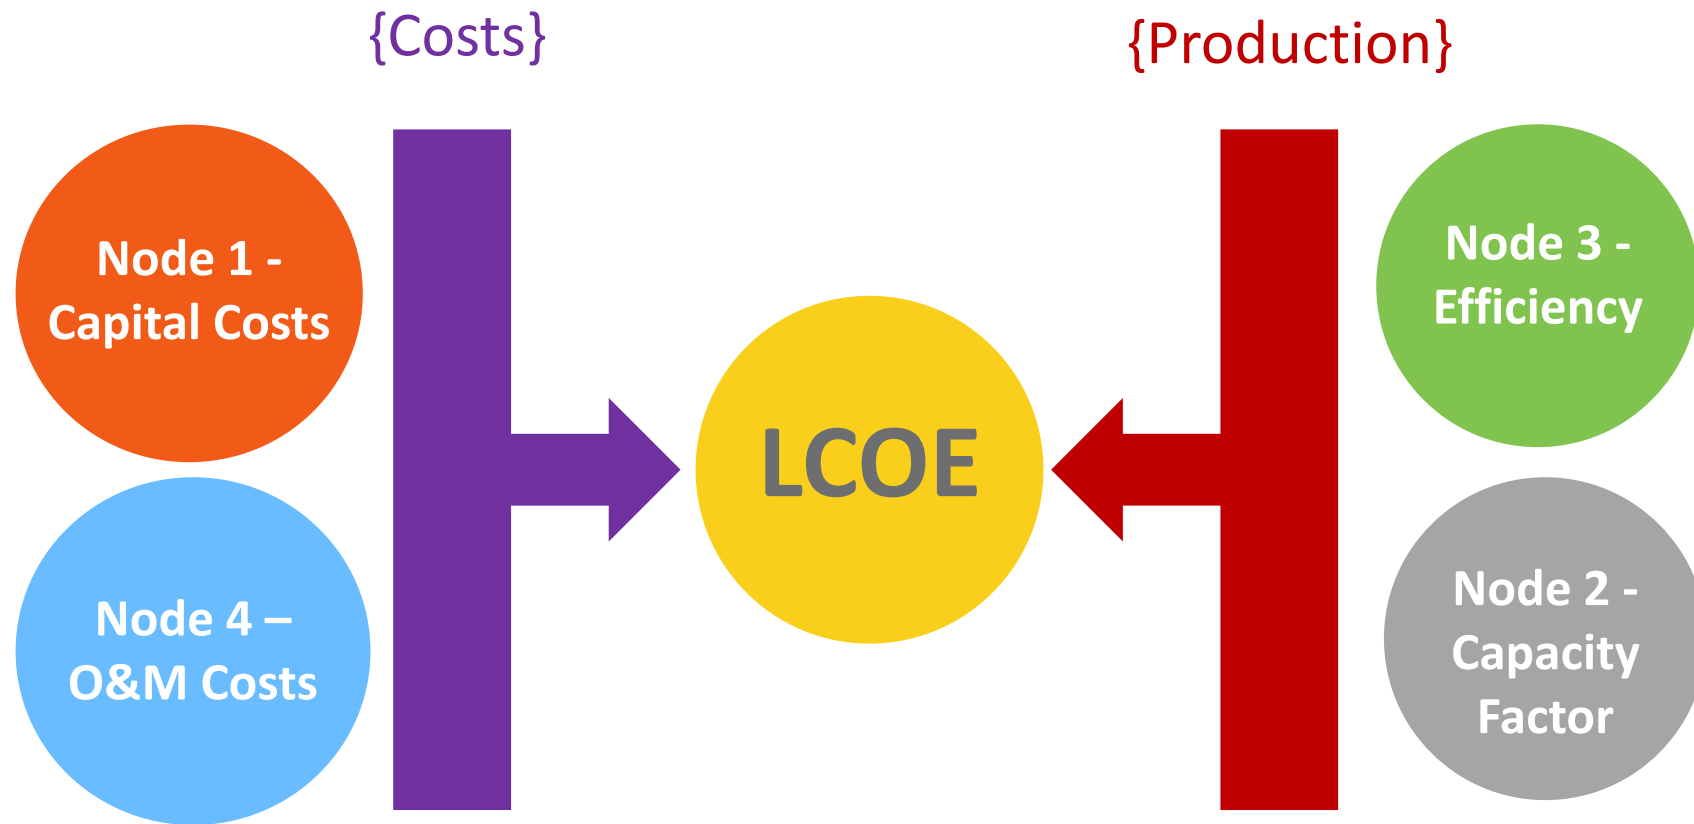 {Costs}
{Production}
Node 1 -
Capital Costs
Node 4 –
O&M Costs
LCOE
Node 3 -
Efficiency
Node 2 -
Capacity
Factor